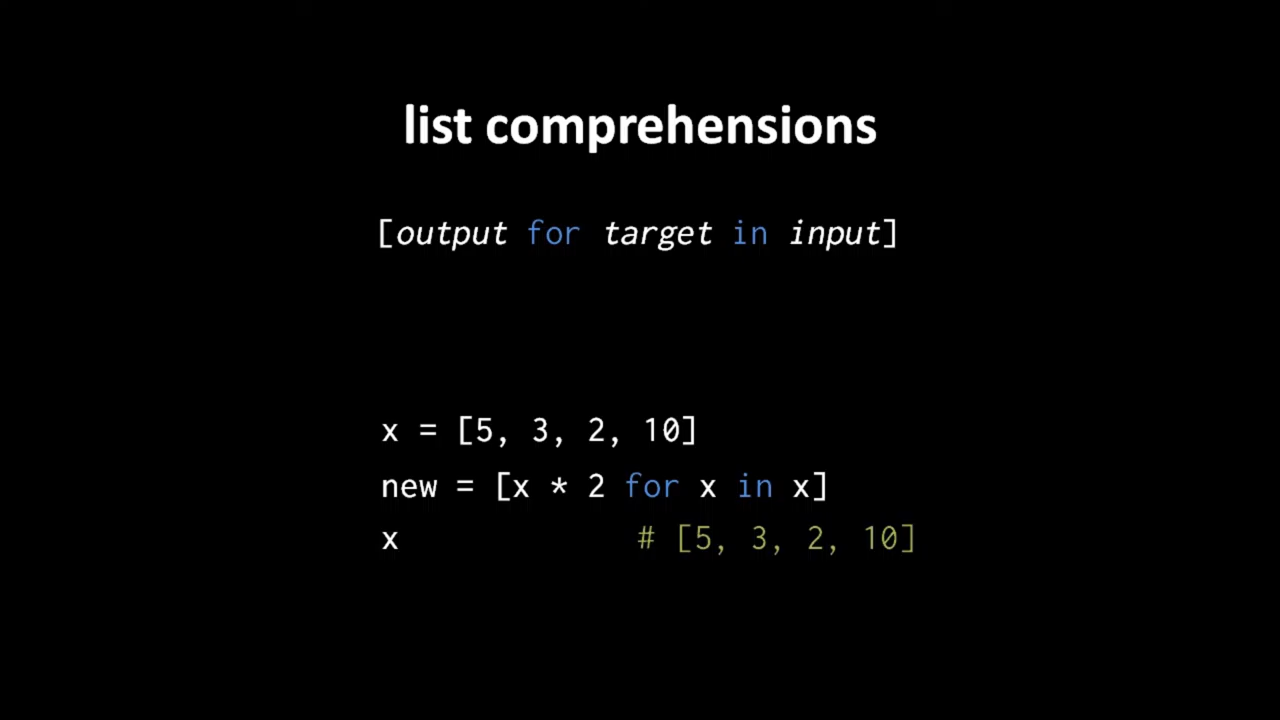 list comprehensions
[output for target in input]
x = [5, 3, 2, 10]
new = [x * 2 for x in x]
x # [5, 3, 2, 10]